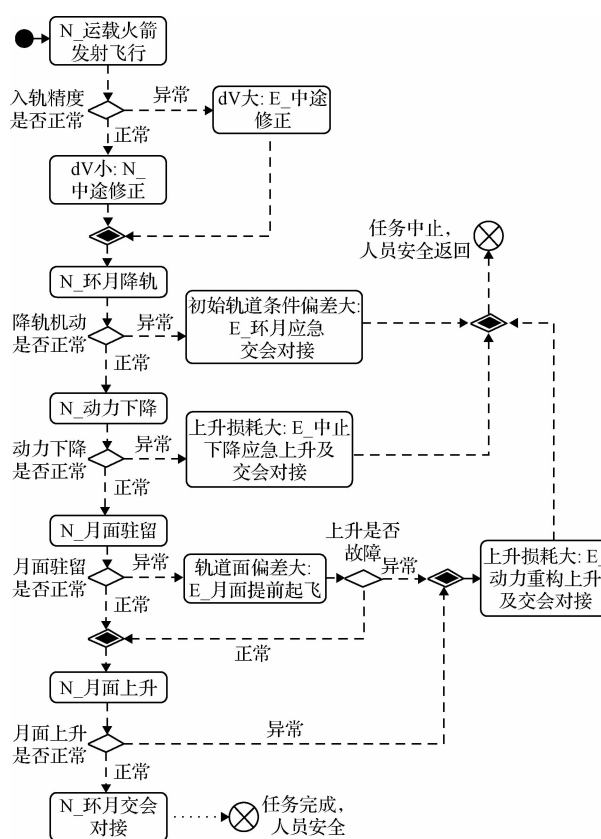 N_运载火箭
发射飞行
入轨精度
是否正常
异常
dV大: E_中途
修正
正常
dV小: N_
中途修正
任务中止，
人员安全返回
N_环月降轨
降轨机动
是否正常
异常
初始轨道条件偏差大:
E_环月应急
交会对接
正常
N_动力下降
动力下降
是否正常
异常
上升损耗大: E_中止
下降应急上升及
交会对接
正常
N_月面驻留
月面驻留
是否正常
异常
轨道面偏差大:
E_月面提前起飞
上升是否
故障
异常
上升损耗大: E_
动力重构上升
及交会对接
正常
正常
N_月面上升
月面上升
是否正常
异常
正常
N_环月交会
对接
任务完成，
人员安全